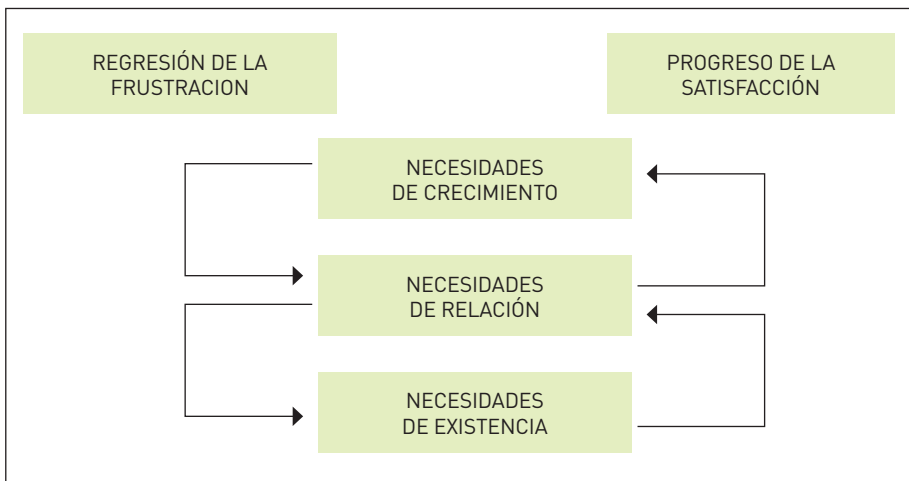 REGRESIÓN DE LA
FRUSTRACION
PROGRESO DE LA
SATISFACCIÓN
NECESIDADES
DE CRECIMIENTO
NECESIDADES
DE RELACIÓN
NECESIDADES
DE EXISTENCIA